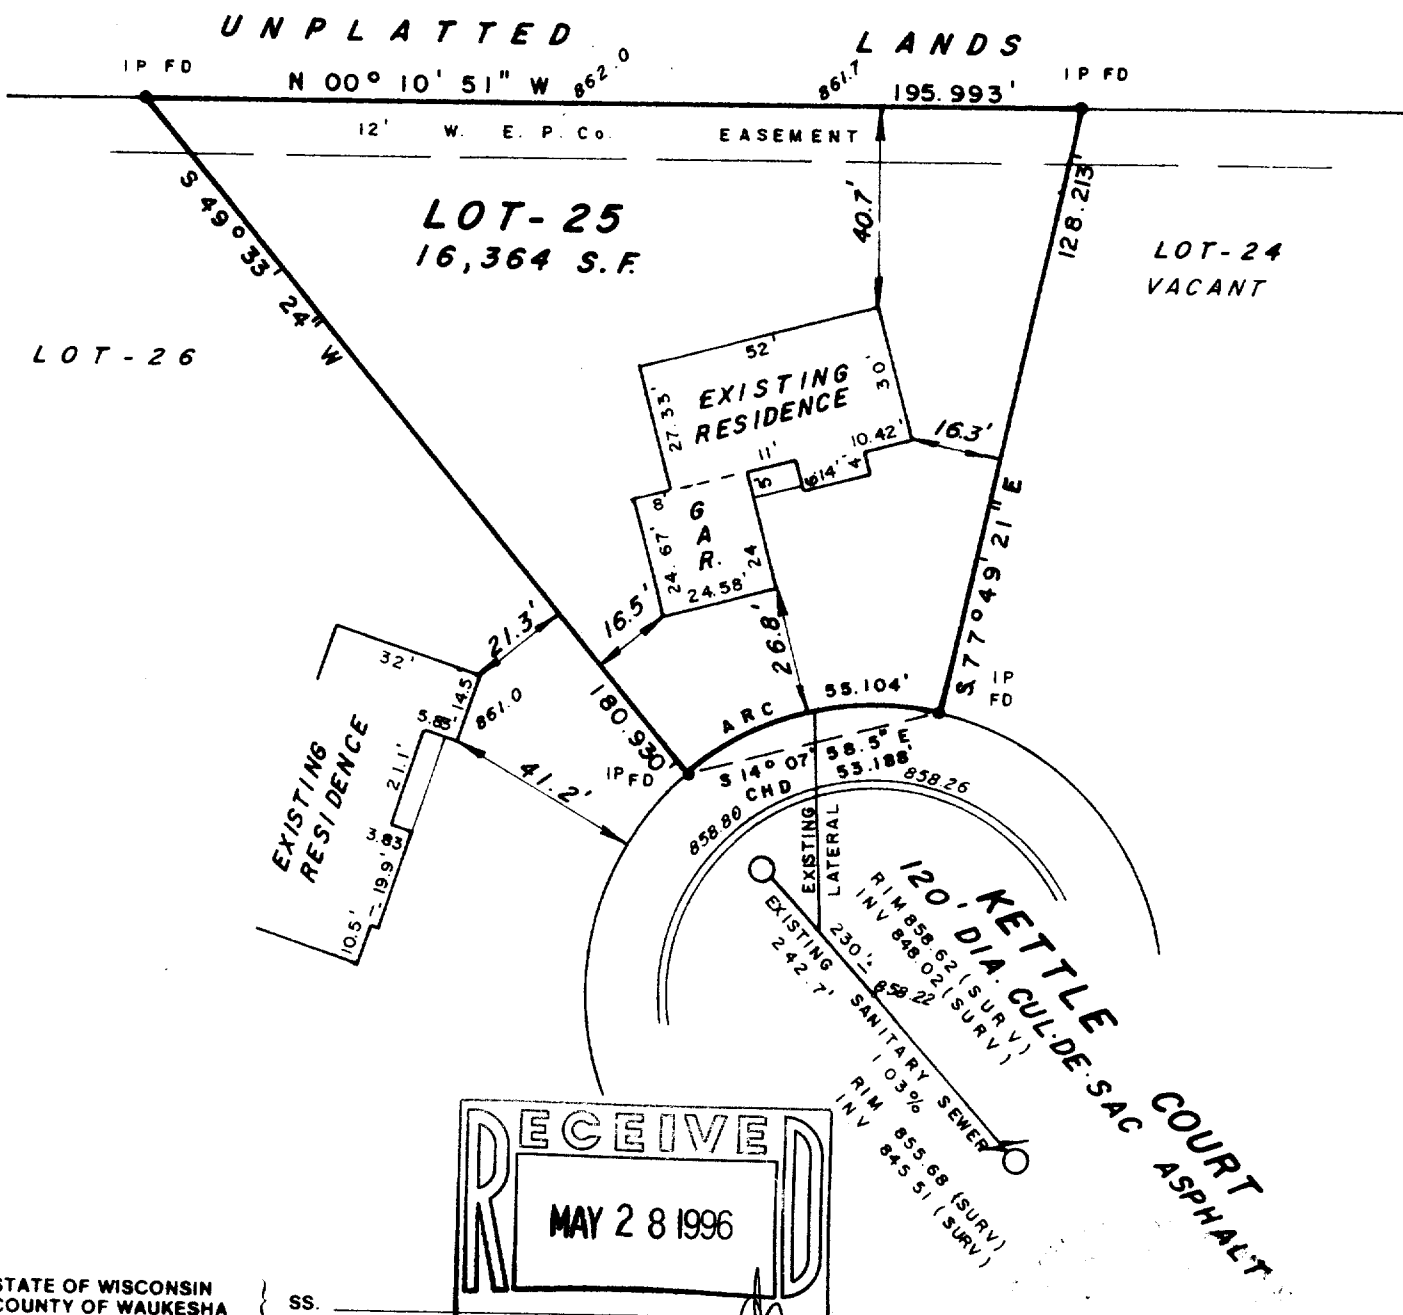 UNPLATTED LANDS
IP FD
N 00° 10' 51" W
862.0
861.7
195.993'
IP FD
12' W. E. P. Co. EASEMENT
S 49° 33' 24" W
LOT-25
16,364 S.F.
40.7'
128.213'
LOT-24
VACANT
LOT-26
52'
EXISTING
RESIDENCE
30'
27.33'
11'
10.42'
16.3'
5
14'
4
8'
GAR.
24.67'
24
24.58'
S 77° 49' 21" E
16.5'
21.3'
26.8'
32'
14.5'
5.83'
861.0
180.930'
ARC
55.104'
IP
FD
EXISTING
RESIDENCE
21.1'
41.2'
IP FD
S 14° 07' 58.5" E
CHD 53.188'
858.80
858.26
3.83
19.9'
10.5'
EXISTING
LATERAL
KETTLE COURT
120' DIA. CUL-DE-SAC ASPHALT
RIM 858.62 (SURV)
INV 848.02 (SURV)
230'±
858.22
EXISTING SANITARY SEWER
242.7'
1.03%
RIM 855.68 (SURV)
INV 845.51 (SURV)
RECEIVED
MAY 28 1996
STATE OF WISCONSIN
COUNTY OF WAUKESHA
SS.